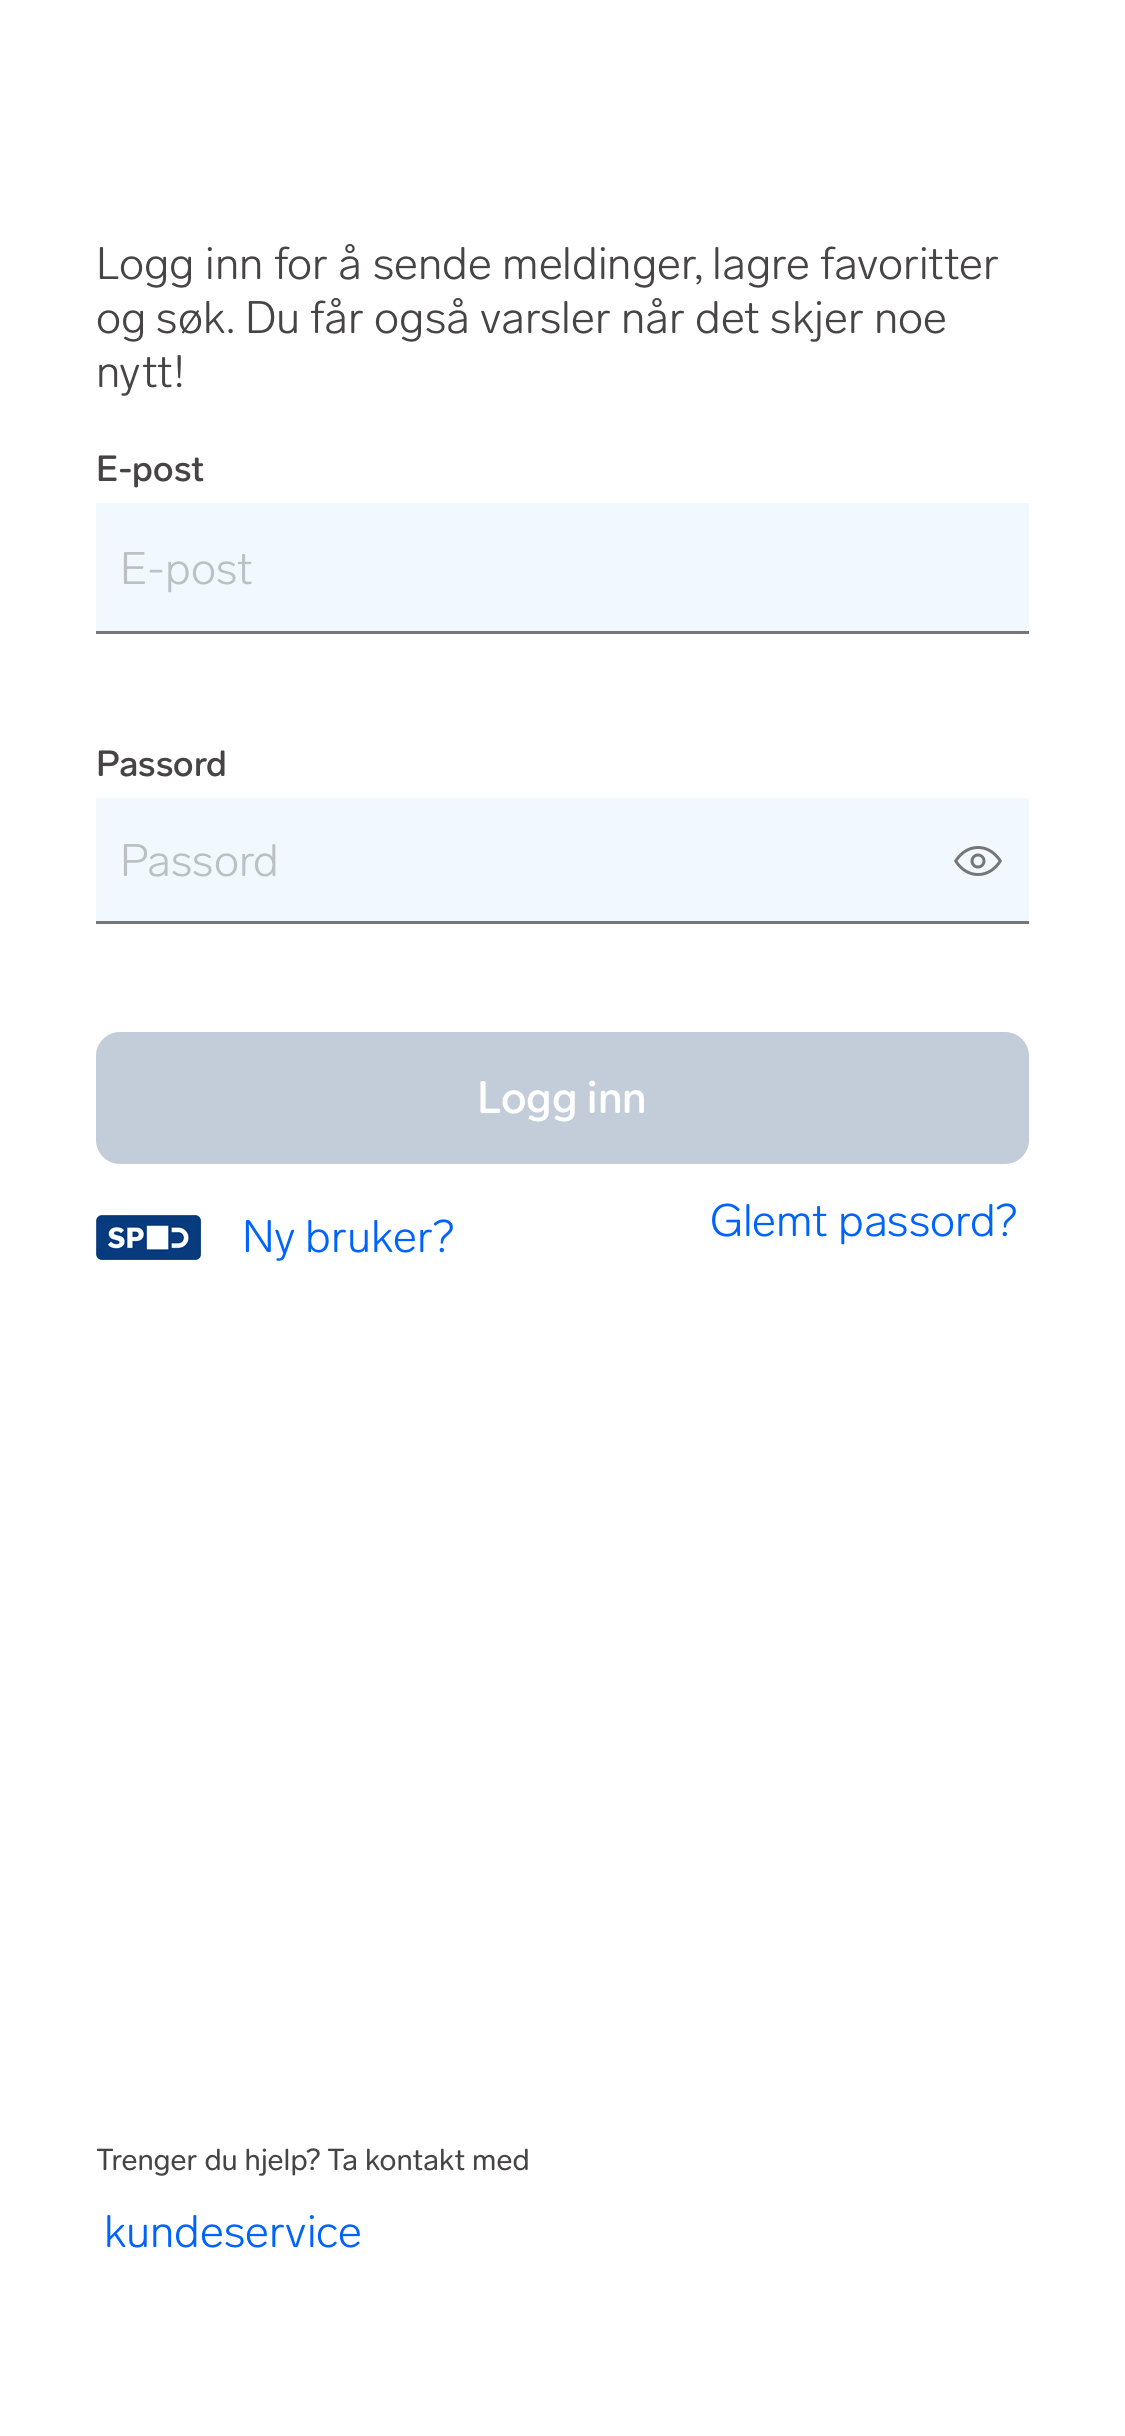 Logg inn for å sende meldinger, lagre favoritter
og søk. Du får også varsler når det skjer noe
nytt!
E-post
E-post
Passord
Passord
Logg inn
Ny bruker?
Glemt passord?
Trenger du hjelp? Ta kontakt med
kundeservice